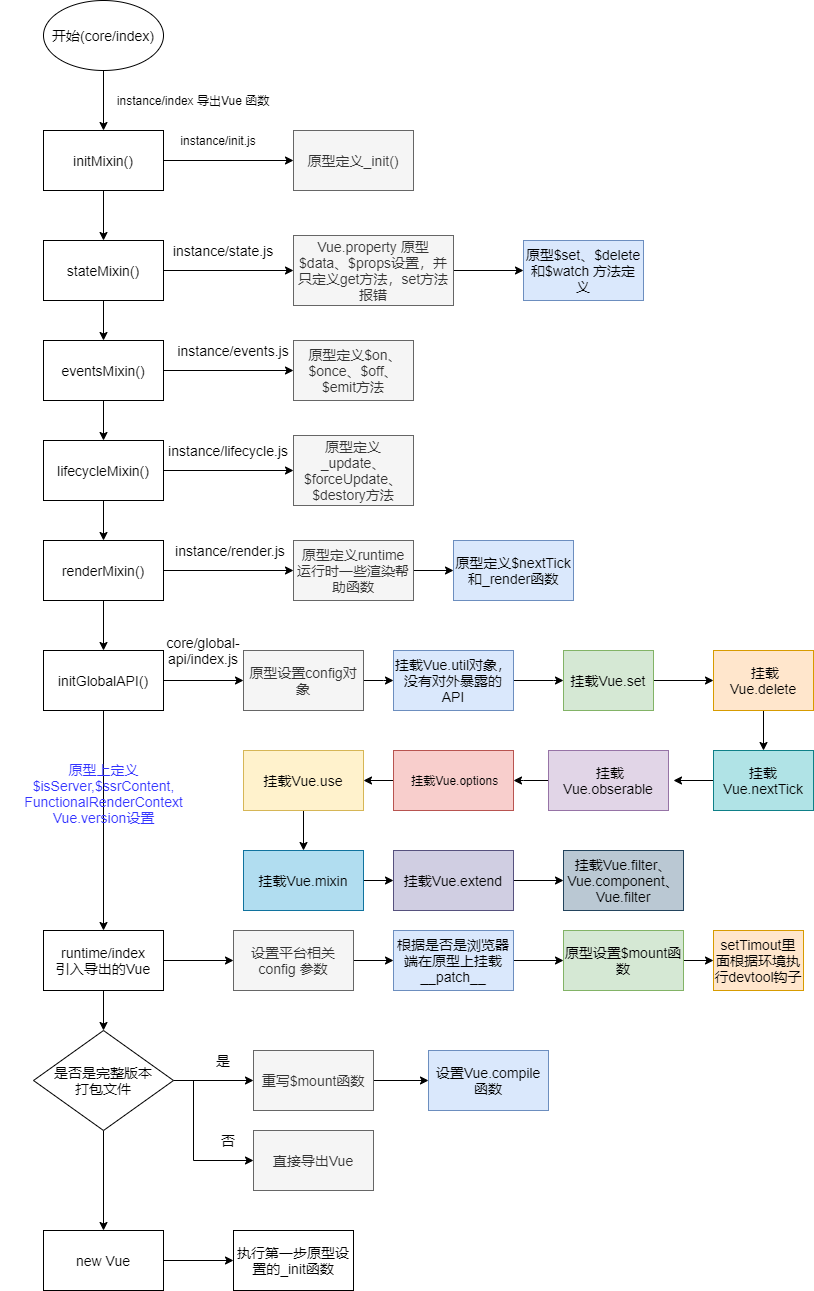 开始(core/index)
instance/index 导出Vue 函数
initMixin()
instance/init.js
原型定义_init()
stateMixin()
instance/state.js
Vue.property 原型
$data、$props设置，并
只定义get方法，set方法
报错
原型$set、$delete
和$watch 方法定
义
eventsMixin()
instance/events.js
原型定义$on、
$once、$off、
$emit方法
lifecycleMixin()
instance/lifecycle.js
原型定义
_update、
$forceUpdate、
$destory方法
renderMixin()
instance/render.js
原型定义runtime
运行时一些渲染帮
助函数
原型定义$nextTick
和_render函数
initGlobalAPI()
core/global-
api/index.js
原型设置config对
象
挂载Vue.util对象，
没有对外暴露的
API
挂载Vue.set
挂载
Vue.delete
原型上定义
$isServer,$ssrContent,
FunctionalRenderContext
Vue.version设置
挂载
Vue.nextTick
挂载
Vue.obserable
挂载Vue.options
挂载Vue.use
挂载Vue.mixin
挂载Vue.extend
挂载Vue.filter、
Vue.component、
Vue.filter
runtime/index
引入导出的Vue
设置平台相关
config 参数
根据是否是浏览器
端在原型上挂载
__patch__
原型设置$mount函
数
setTimout里
面根据环境执
行devtool钩子
是否是完整版本
打包文件
是
重写$mount函数
设置Vue.compile
函数
否
直接导出Vue
new Vue
执行第一步原型设
置的_init函数